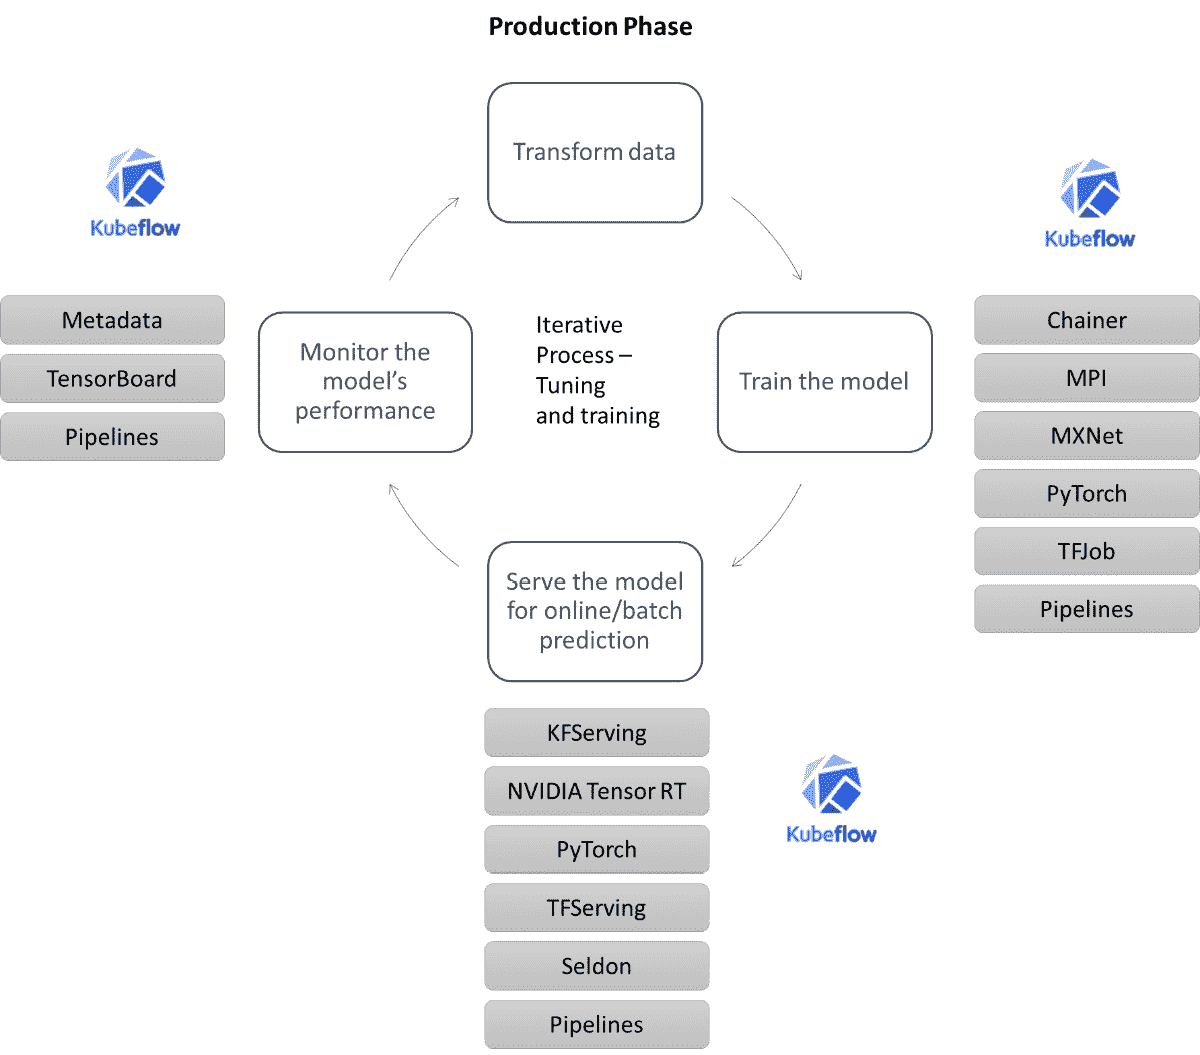 Production Phase
Transform data
Kubeflow
Kubeflow
Metadata
TensorBoard
Pipelines
Monitor the
model's
performance
Iterative
Process –
Tuning
and training
Train the model
Chainer
MPI
MXNet
PyTorch
TFJob
Pipelines
Serve the model
for online/batch
prediction
KFServing
NVIDIA Tensor RT
PyTorch
TFServing
Seldon
Pipelines
Kubeflow